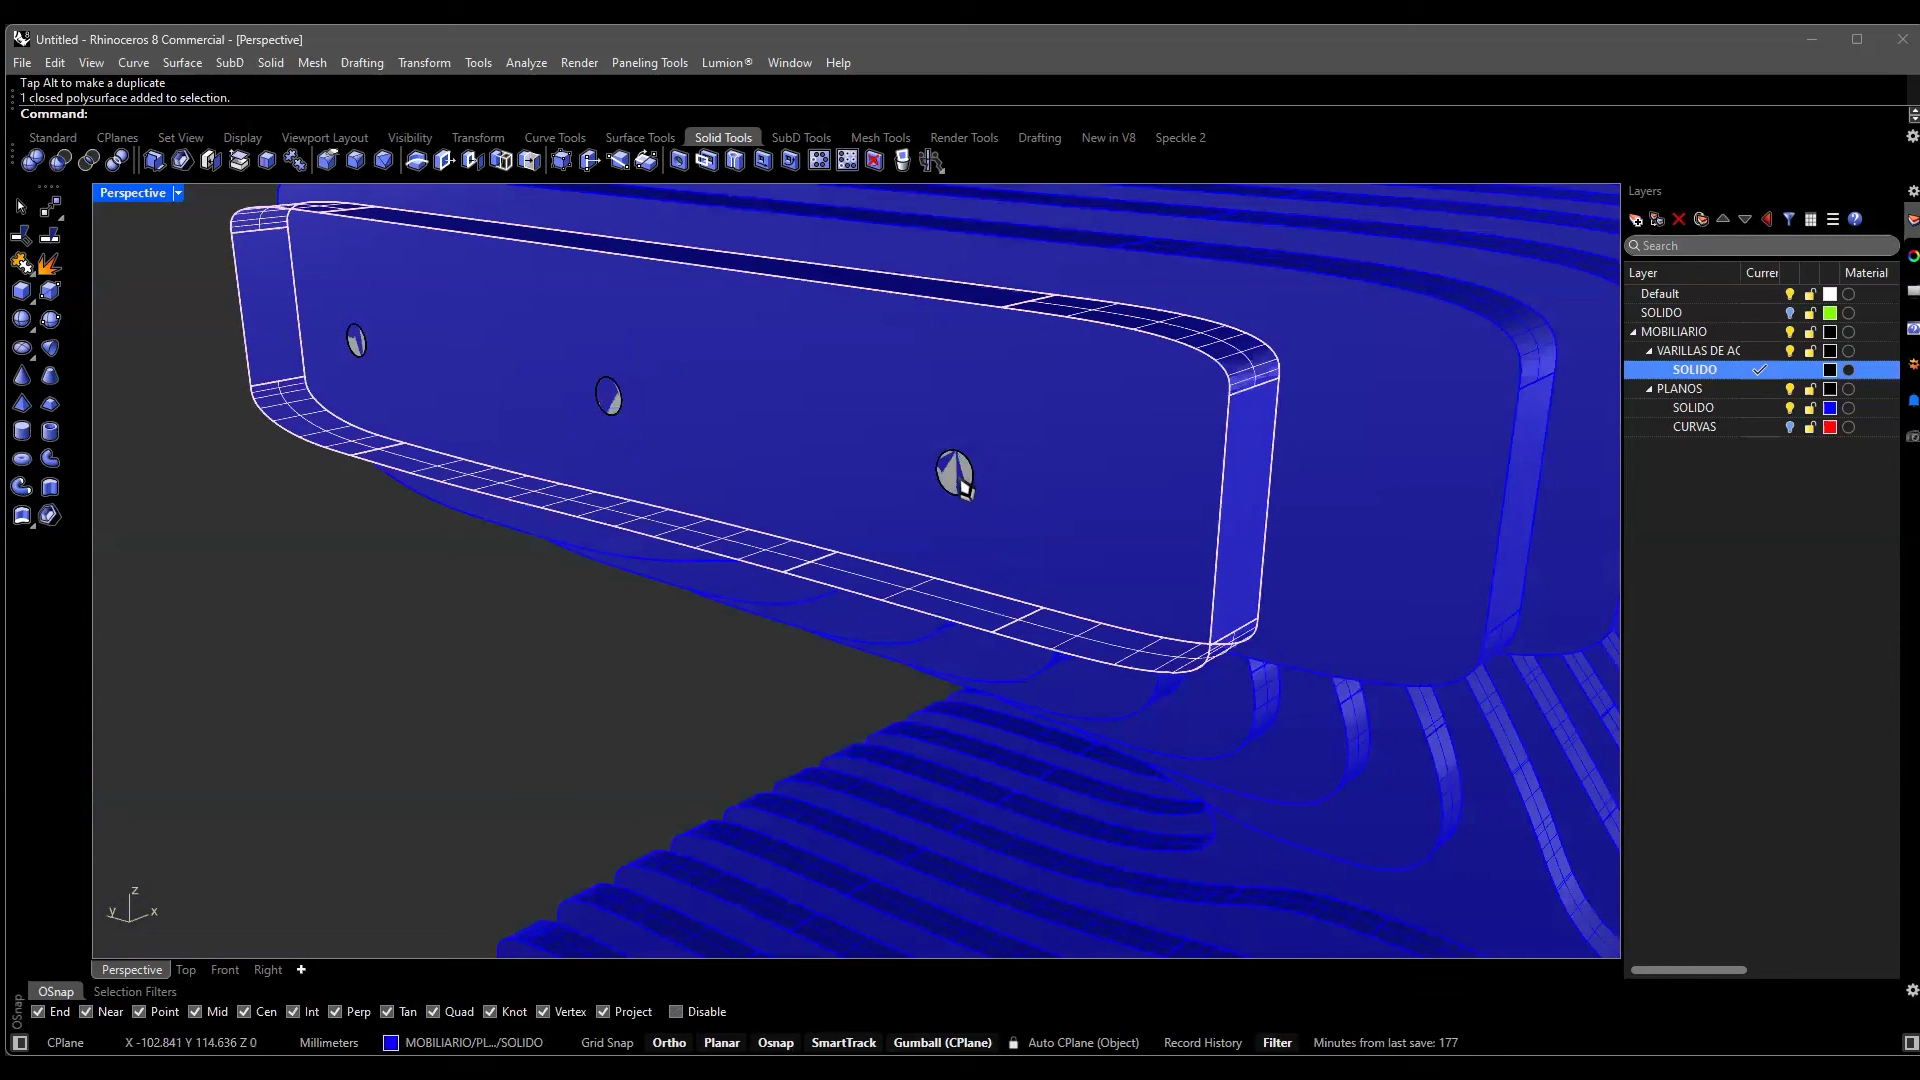 Untitled - Rhinoceros 8 Commercial - [Perspective]
File Edit View Curve Surface SubD Solid Mesh Drafting Transform Tools Analyze Render Paneling Tools Lumion® Window Help
Tap Alt to make a duplicate
1 closed polysurface added to selection.
Command:
Standard CPlanes Set View Display Viewport Layout Visibility Transform Curve Tools Surface Tools Solid Tools SubD Tools Mesh Tools Render Tools Drafting New in V8 Speckle 2
Perspective
Layers
Search
Layer Currer Material
Default
SOLIDO
MOBILIARIO
VARILLAS DE AC
SOLIDO
PLANOS
SOLIDO
CURVAS
z
y x
Perspective Top Front Right
OSnap Selection Filters
OSnap
End Near Point Mid Cen Int Perp Tan Quad Knot Vertex Project Disable
CPlane X -102.841 Y 114.636 Z 0 Millimeters MOBILIARIO/PL.../SOLIDO Grid Snap Ortho Planar Osnap SmartTrack Gumball (CPlane) Auto CPlane (Object) Record History Filter Minutes from last save: 177